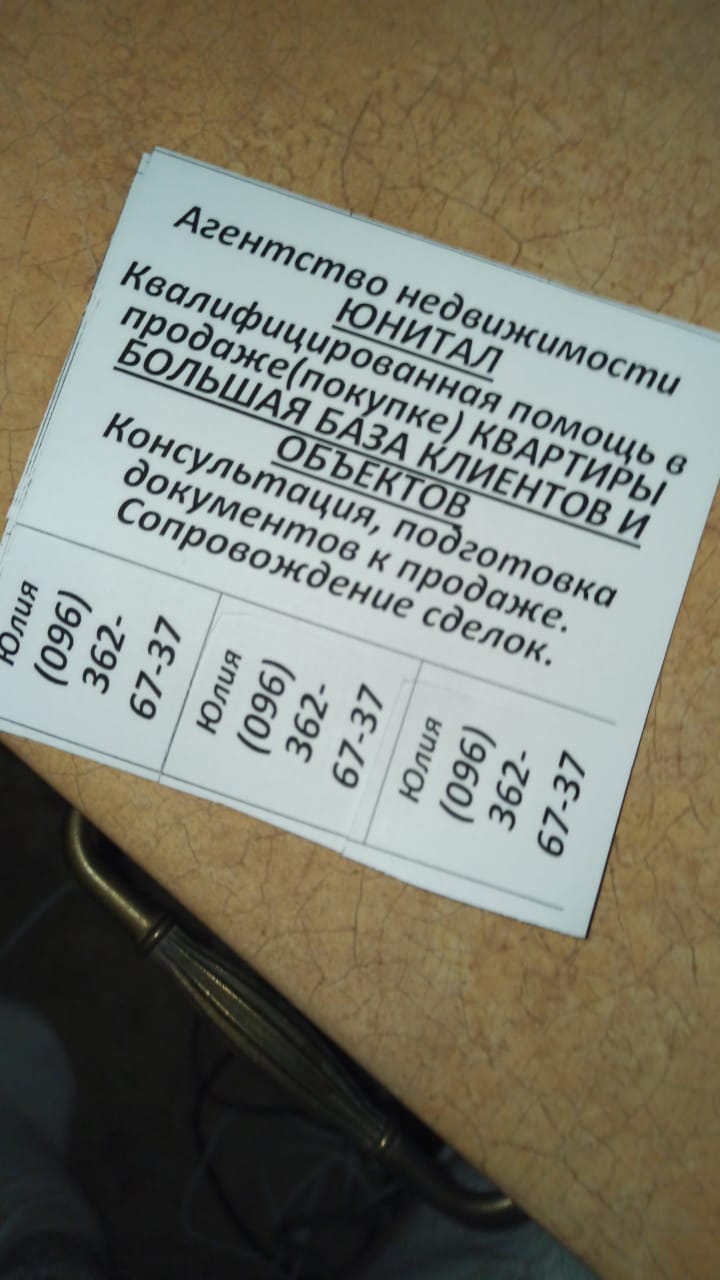 Агентство недвижимости
ЮНИТАЛ
Квалифицированная помощь в
продаже(покупке) КВАРТИРЫ
БОЛЬШАЯ БАЗА КЛИЕНТОВ И
ОБЪЕКТОВ
Консультация, подготовка
документов к продаже.
Сопровождение сделок.
Юлия
(096)
362-
67-37
Юлия
(096)
362-
67-37
Юлия
(096)
362-
67-37